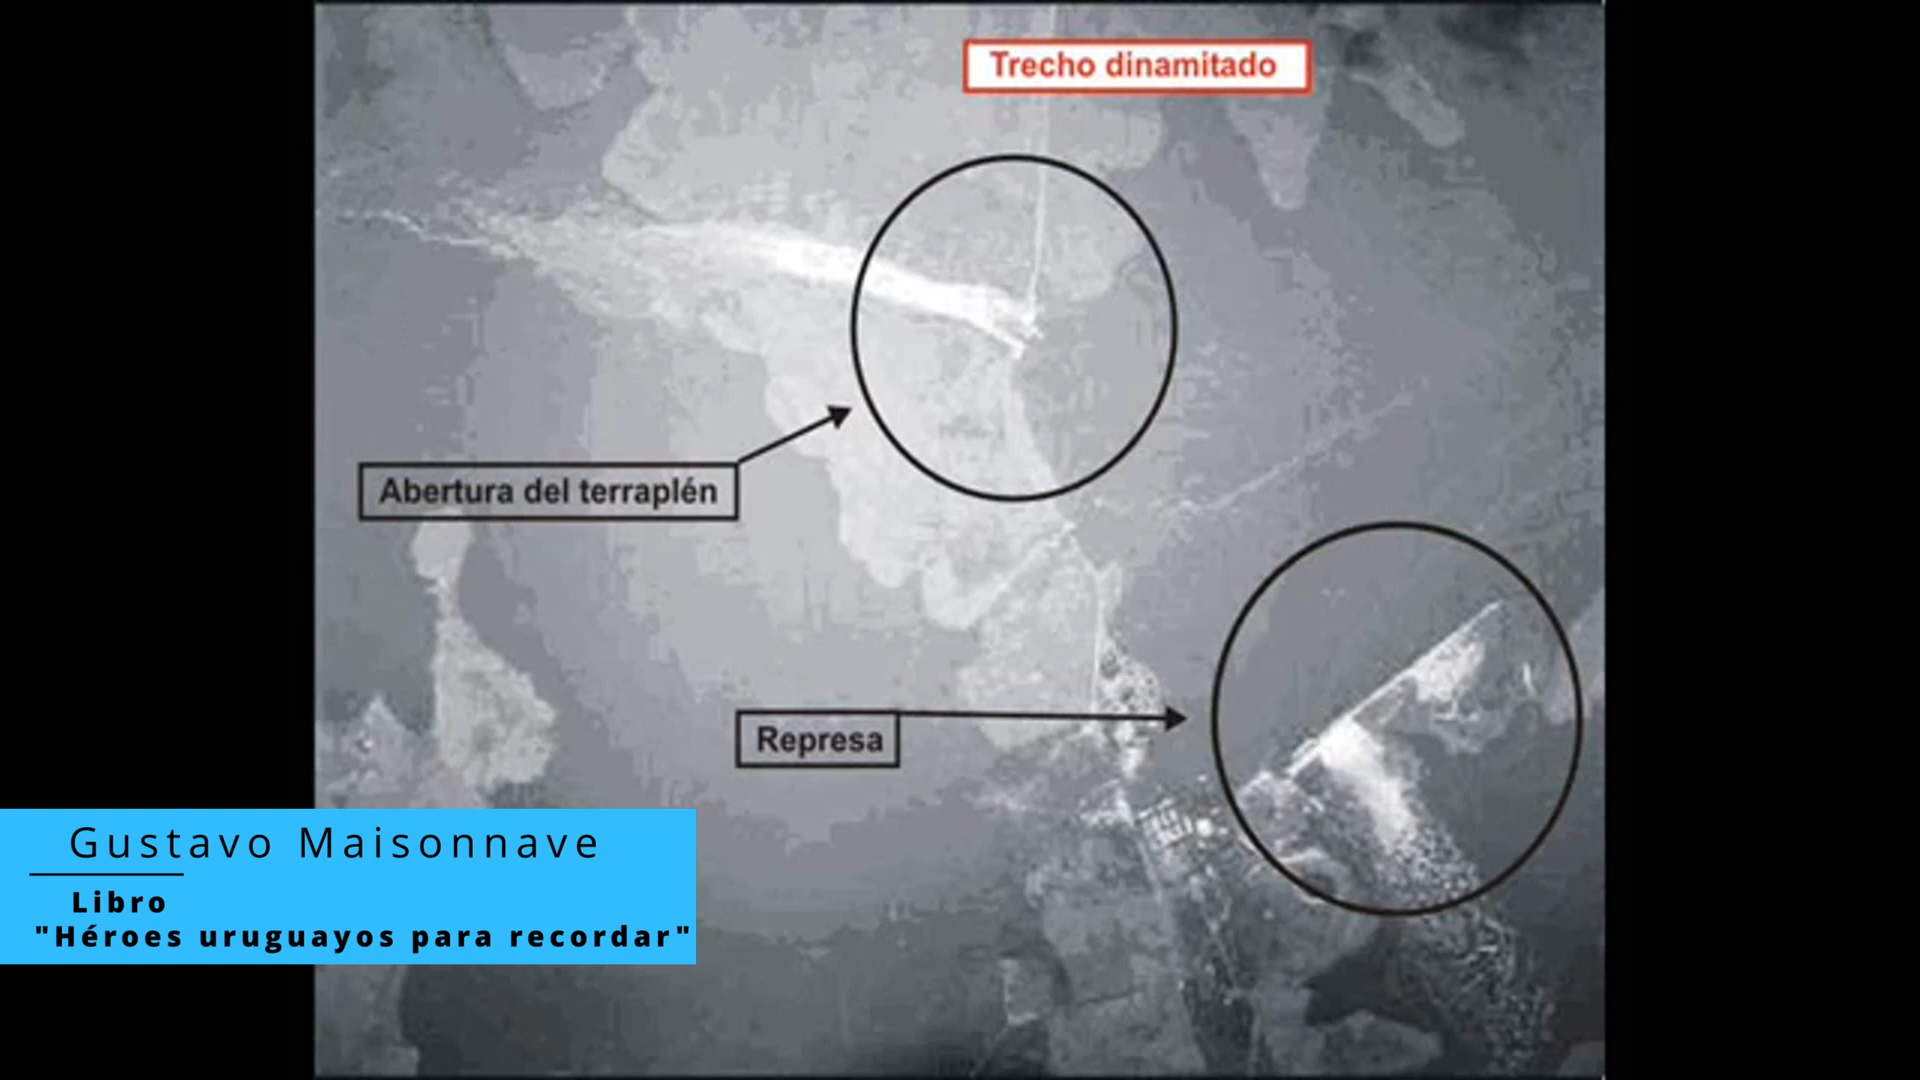 Trecho dinamitado
Abertura del terraplén
Represa
Gustavo Maisonnave
Libro
"Héroes uruguayos para recordar"